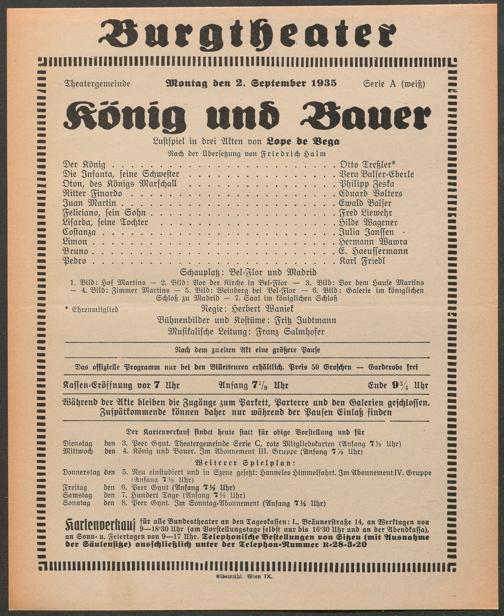 Burgtheater
Theatergemeinde Montag den 2. September 1935 Serie A (weiß)
König und Bauer
Lustspiel in drei Akten von Lope de Vega
Nach der Übersetzung von Friedrich Halm
Der König . . . . . Otto Treßler*
Die Infanta, seine Schwester . . . . . Vera Balser-Eberle
Oton, des Königs Marschall . . . . . Philipp Zeska
Ritter Finardo . . . . . Eduard Volters
Juan Martin . . . . . Ewald Balser
Feliciano, sein Sohn . . . . . Fred Liewehr
Lisarda, seine Tochter . . . . . Hilde Wagener
Costanza . . . . . Julia Janssen
Limon . . . . . Hermann Wawra
Bruno . . . . . E. Haeussermann
Pedro . . . . . Karl Friedl
Schauplatz: Bel-Flor und Madrid
1. Bild: Hof Martins — 2. Bild: Vor der Kirche in Bel-Flor — 3. Bild: Vor dem Hause Martins
— 4. Bild: Zimmer Martins — 5. Bild: Weinberg bei Bel-Flor — 6. Bild: Galerie im königlichen
Schloß zu Madrid — 7. Saal im königlichen Schloß
* Ehrenmitglied Regie: Herbert Waniek
Bühnenbilder und Kostüme: Fritz Judtmann
Musikalische Leitung: Franz Salmhofer
Nach dem zweiten Akt eine größere Pause
Das offizielle Programm nur bei den Billetteuren erhältlich. Preis 50 Groschen — Garderobe frei
Kassen-Eröffnung vor 7 Uhr Anfang 7½ Uhr Ende 9¾ Uhr
Während der Akte bleiben die Zugänge zum Parkett, Parterre und den Galerien geschlossen.
Zuspätkommende können daher nur während der Pausen Einlaß finden
Der Kartenverkauf findet heute statt für obige Vorstellung und für
Dienstag den 3. Peer Gynt. Theatergemeinde Serie C, rote Mitgliedskarten (Anfang 7½ Uhr)
Mittwoch den 4. König und Bauer. Im Abonnement III. Gruppe (Anfang 7½ Uhr)
Weiterer Spielplan:
Donnerstag den 5. Neu einstudiert und in Szene gesetzt: Hanneles Himmelfahrt. Im Abonnement IV. Gruppe
(Anfang 7½ Uhr)
Freitag den 6. Peer Gynt (Anfang 7½ Uhr)
Samstag den 7. Hundert Tage (Anfang 7½ Uhr)
Sonntag den 8. Peer Gynt. Im Sonntag-Abonnement (Anfang 7½ Uhr)
Kartenverkauf für alle Bundestheater an den Tageskassen: I., Bräunerstraße 14, an Werktagen von
9—18·30 Uhr (am Vorstellungstage selbst nur bis 16·30 Uhr und an der Abendkassa),
an Sonn- u. Feiertagen von 9—17 Uhr. Telephonische Bestellungen von Sitzen (mit Ausnahme
der Säulensitze) ausschließlich unter der Telephon-Nummer R-28-3-20
Elbemühl Wien IX.